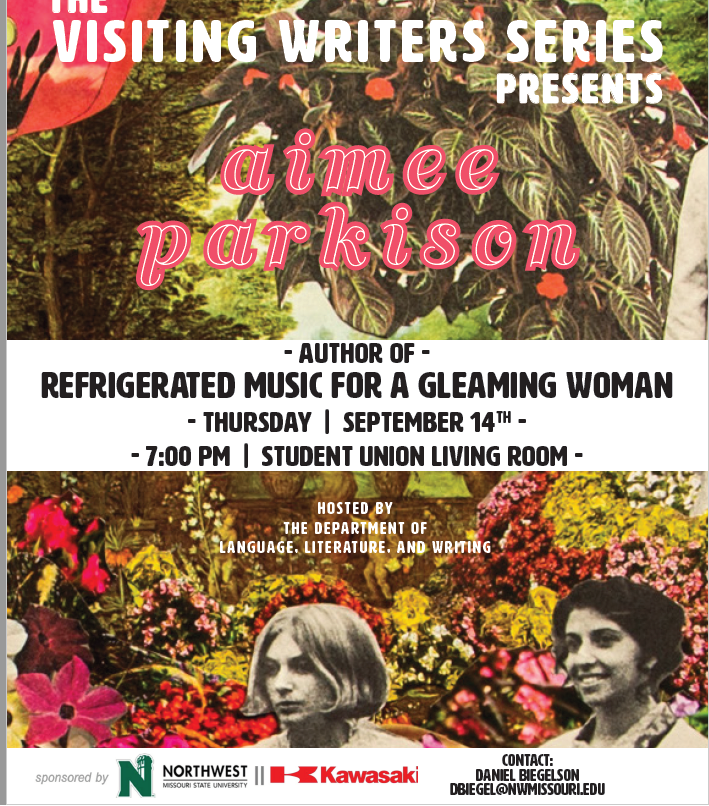 THE
VISITING WRITERS SERIES
PRESENTS
aimee
parkison
- AUTHOR OF -
REFRIGERATED MUSIC FOR A GLEAMING WOMAN
- THURSDAY | SEPTEMBER 14TH -
- 7:00 PM | STUDENT UNION LIVING ROOM -
HOSTED BY
THE DEPARTMENT OF
LANGUAGE, LITERATURE, AND WRITING
sponsored by
N
NORTHWEST
MISSOURI STATE UNIVERSITY
||
Kawasaki
CONTACT:
DANIEL BIEGELSON
DBIEGEL@NWMISSOURI.EDU